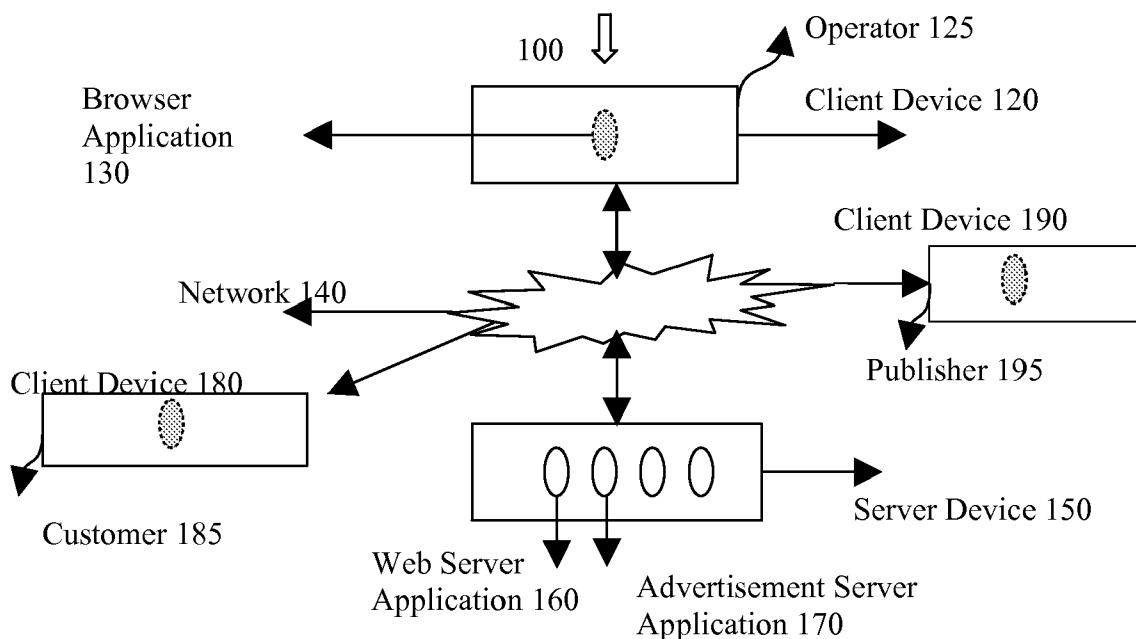 Operator 125
100
Browser
Application
130
Client Device 120
Client Device 190
Network 140
Publisher 195
Client Device 180
Customer 185
Server Device 150
Web Server
Application 160
Advertisement Server
Application 170